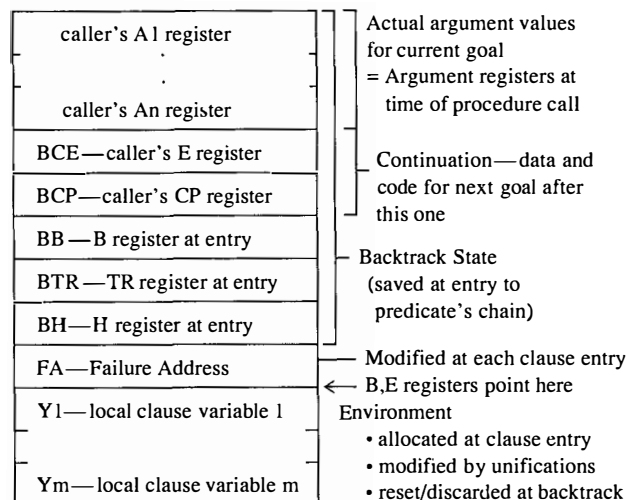 caller's A1 register
.
.
caller's An register
BCE—caller's E register
BCP—caller's CP register
BB—B register at entry
BTR—TR register at entry
BH—H register at entry
FA—Failure Address
Y1—local clause variable 1
Ym—local clause variable m
Actual argument values
for current goal
= Argument registers at
time of procedure call
Continuation—data and
code for next goal after
this one
Backtrack State
(saved at entry to
predicate's chain)
Modified at each clause entry
B,E registers point here
Environment
• allocated at clause entry
• modified by unifications
• reset/discarded at backtrack